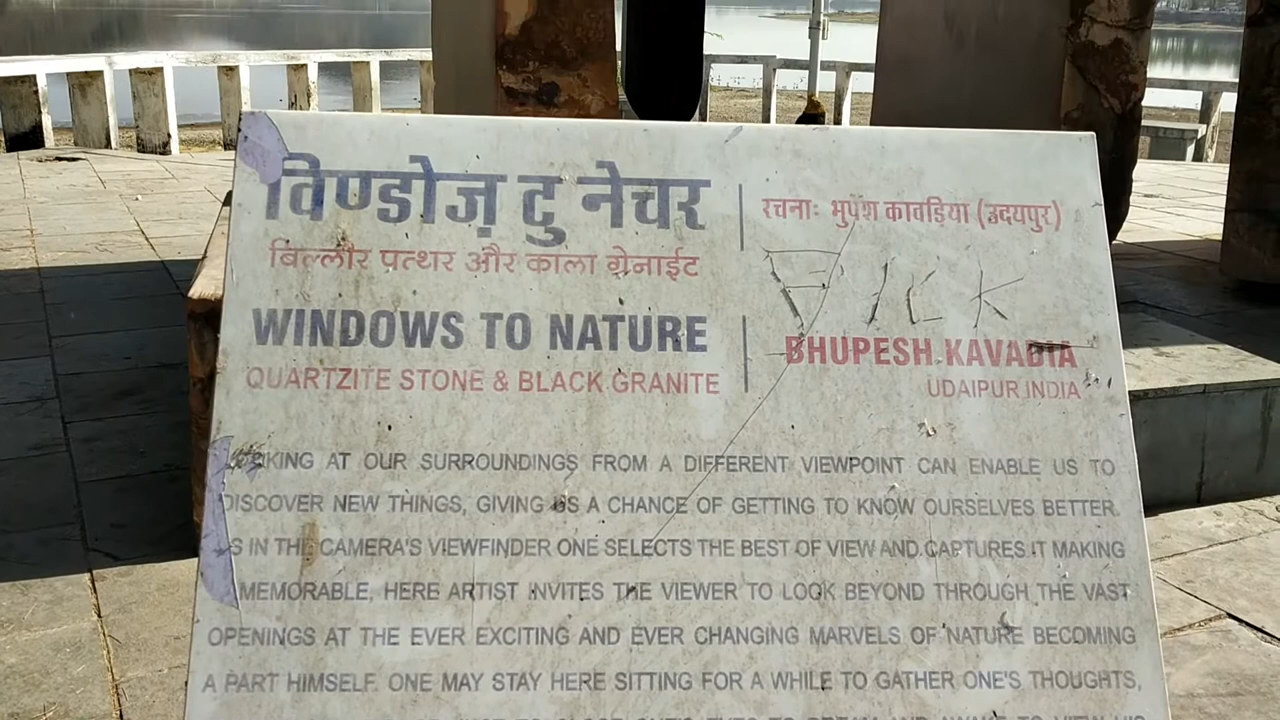 विण्डोज़ टु नेचर
रचनाः भुपेश कावड़िया (उदयपुर)
बिल्लौर पत्थर और काला ग्रेनाईट
WINDOWS TO NATURE
BHUPESH KAVADIA
QUARTZITE STONE & BLACK GRANITE
UDAIPUR INDIA
AT OUR SURROUNDINGS FROM A DIFFERENT VIEWPOINT CAN ENABLE US TO
DISCOVER NEW THINGS, GIVING US A CHANCE OF GETTING TO KNOW OURSELVES BETTER.
IN THE CAMERA'S VIEWFINDER ONE SELECTS THE BEST OF VIEW AND CAPTURES IT MAKING
MEMORABLE, HERE ARTIST INVITES THE VIEWER TO LOOK BEYOND THROUGH THE VAST
OPENINGS AT THE EVER EXCITING AND EVER CHANGING MARVELS OF NATURE BECOMING
A PART HIMSELF. ONE MAY STAY HERE SITTING FOR A WHILE TO GATHER ONE'S THOUGHTS,